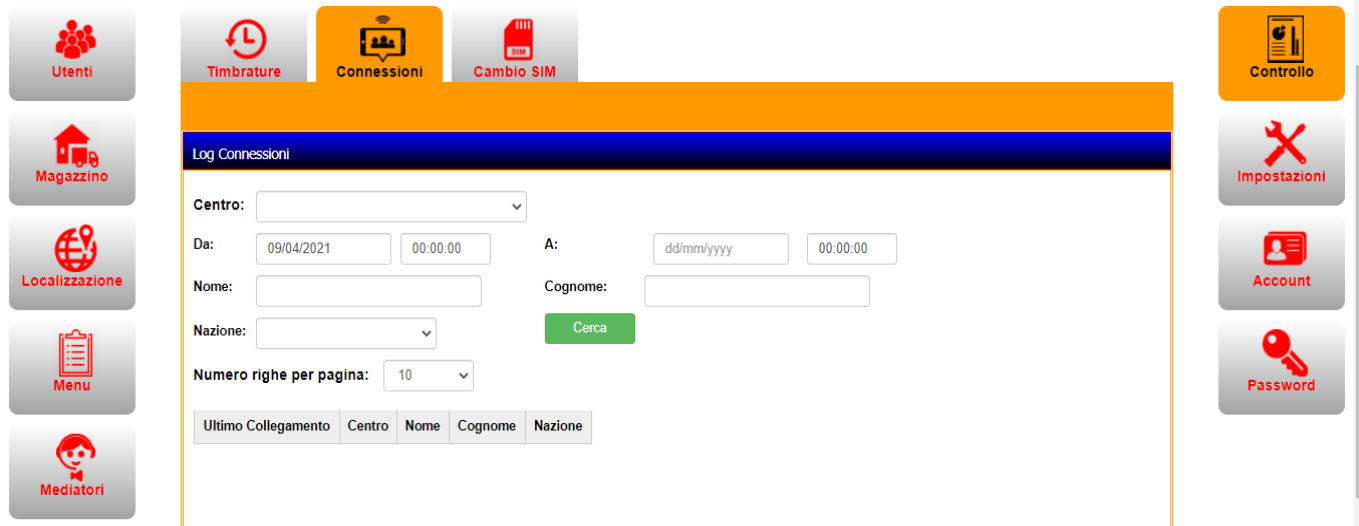 Utenti
Timbrature
Connessioni
SIM
Cambio SIM
Controllo
Log Connessioni
Magazzino
Impostazioni
Centro:
Da: 09/04/2021 00:00:00 A: dd/mm/yyyy 00:00:00
Localizzazione
Account
Nome: Cognome:
Nazione: Cerca
Numero righe per pagina: 10
Menu
Password
Ultimo Collegamento Centro Nome Cognome Nazione
Mediatori